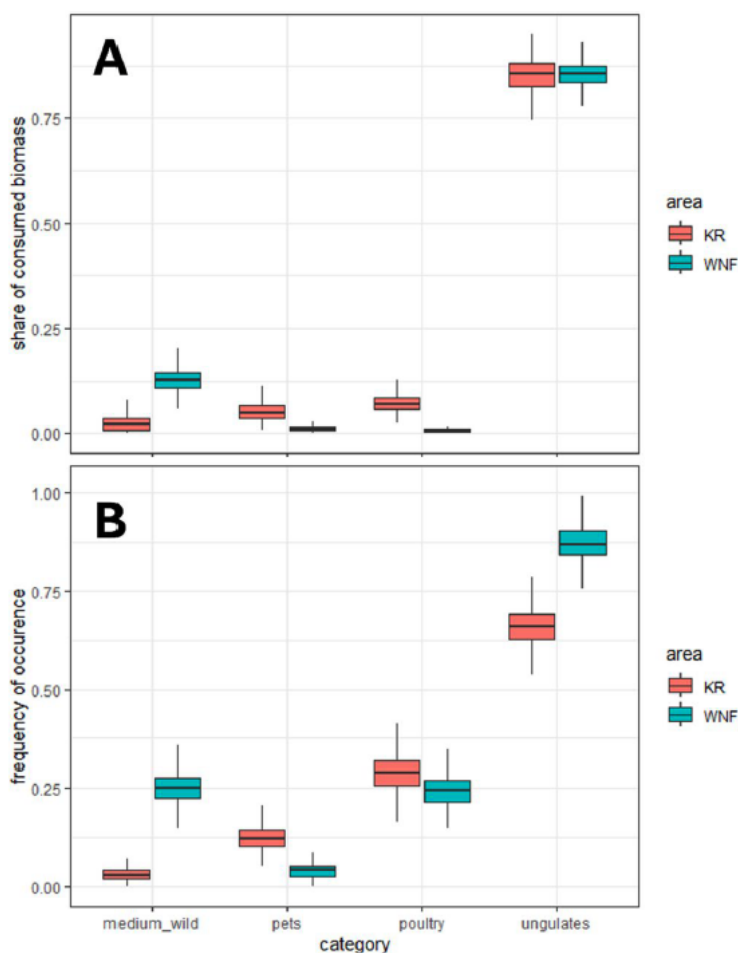 A
share of consumed biomass
0.75
0.50
0.25
0.00
area
KR
WNF
B
frequency of occurence
1.00
0.75
0.50
0.25
0.00
area
KR
WNF
medium_wild pets poultry ungulates
category